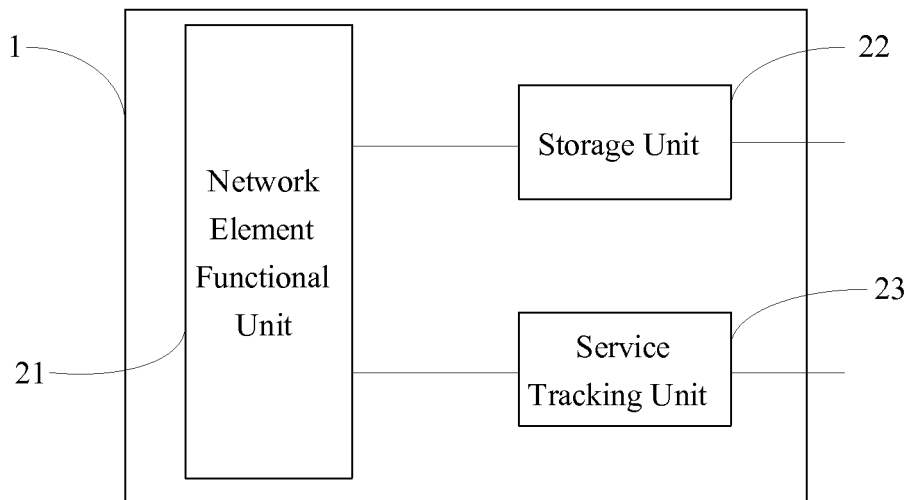 1
22
Storage Unit
Network
Element
Functional
Unit
23
Service
Tracking Unit
21